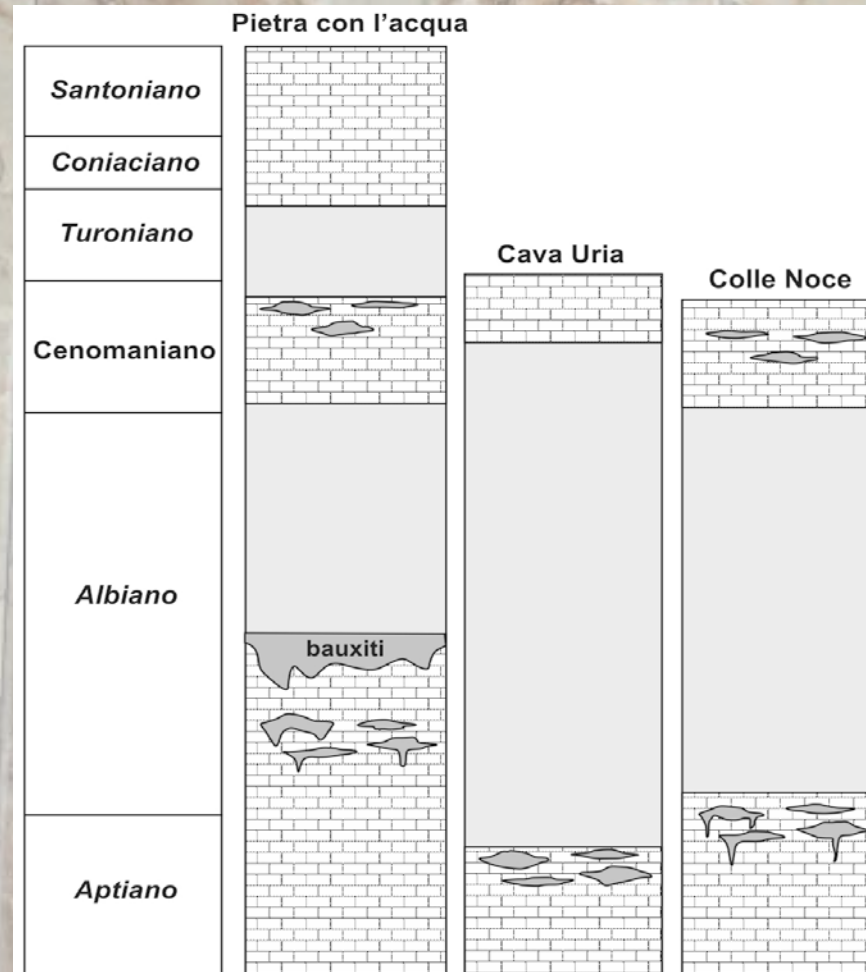 Pietra con l'acqua
Santoniano
Coniaciano
Turoniano
Cava Uria
Colle Noce
Cenomaniano
Albiano
bauxiti
Aptiano